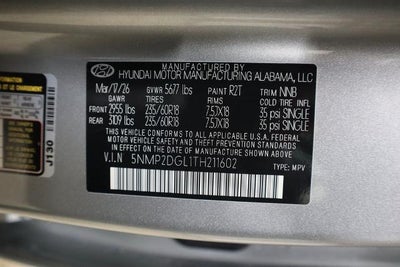 MANUFACTURED BY
HYUNDAI MOTOR MANUFACTURING ALABAMA, LLC
Mar/17/26 GVWR 5677 lbs PAINT R2T TRIM NNB
GAWR TIRES RIMS COLD TIRE INFL
FRONT 2955 lbs 235/60R18 7.5JX18 35 psi SINGLE
REAR 3109 lbs 235/60R18 7.5JX18 35 psi SINGLE
THIS VEHICLE CONFORMS TO ALL APPLICABLE U.S.A. FEDERAL
MOTOR VEHICLE SAFETY AND THEFT PREVENTION STANDARDS
IN EFFECT ON THE DATE OF MANUFACTURE SHOWN ABOVE.
V.I.N 5NMP2DGL1TH211602 TYPE: MPV
J130